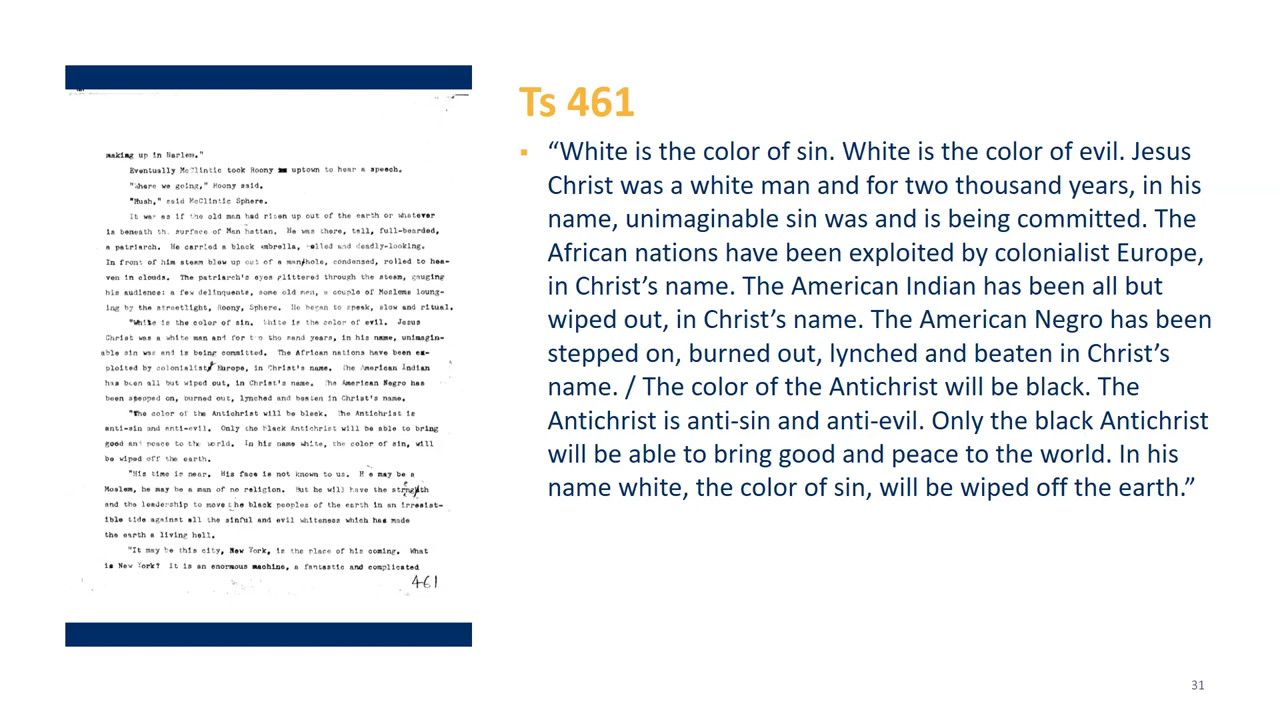 making up in Harlem."
Eventually McClintic took Roony uptown to hear a speech.
"Where we going," Roony said.
"Hush," said McClintic Sphere.
It was as if the old man had risen up out of the earth or whatever
is beneath the surface of Manhattan. He was there, tall, full-bearded,
a patriarch. He carried a black umbrella, rolled and deadly-looking.
In front of him steam blew up out of a manhole, condensed, roiled to hea-
ven in clouds. The patriarch's eyes glittered through the steam, gauging
his audience: a few delinquents, some old men, a couple of Moslems loung-
ing by the streetlight, Roony, Sphere. He began to speak, slow and ritual.
"White is the color of sin. White is the color of evil. Jesus
Christ was a white man and for two thousand years, in his name, unimagin-
able sin was and is being committed. The African nations have been ex-
ploited by colonialist Europe, in Christ's name. The American Indian
has been all but wiped out, in Christ's name. The American Negro has
been stepped on, burned out, lynched and beaten in Christ's name.
"The color of the Antichrist will be black. The Antichrist is
anti-sin and anti-evil. Only the black Antichrist will be able to bring
good and peace to the world. In his name white, the color of sin, will
be wiped off the earth.
"His time is near. His face is not known to us. He may be a
Moslem, he may be a man of no religion. But he will have the strength
and the leadership to move the black peoples of the earth in an irresist-
ible tide against all the sinful and evil whiteness which has made
the earth a living hell.
"It may be this city, New York, is the place of his coming. What
is New York? It is an enormous machine, a fantastic and complicated
461
Ts 461
▪ “White is the color of sin. White is the color of evil. Jesus
Christ was a white man and for two thousand years, in his
name, unimaginable sin was and is being committed. The
African nations have been exploited by colonialist Europe,
in Christ’s name. The American Indian has been all but
wiped out, in Christ’s name. The American Negro has been
stepped on, burned out, lynched and beaten in Christ’s
name. / The color of the Antichrist will be black. The
Antichrist is anti-sin and anti-evil. Only the black Antichrist
will be able to bring good and peace to the world. In his
name white, the color of sin, will be wiped off the earth.”
31